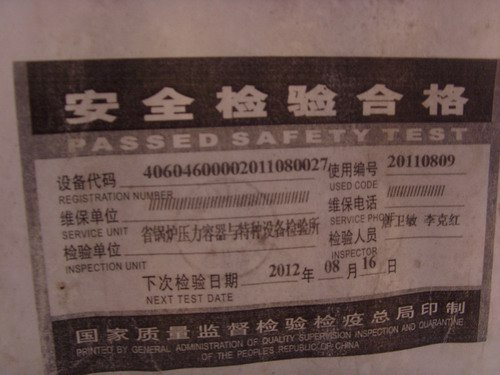 安全检验合格
PASSED SAFETY TEST
设备代码 40604600002011080027 使用编号 20110809
REGISTRATION NUMBER USED CODE
维保单位 //////////////////// 维保电话 ////////////////////
SERVICE UNIT SERVICE PHONE
检验单位 省锅炉压力容器与特种设备检验所 检验人员 唐卫敏 李克红
INSPECTION UNIT INSPECTOR
下次检验日期 2012 年 08 月 16 日
NEXT TEST DATE
国家质量监督检验检疫总局印制
PRINTED BY GENERAL ADMINISTRATION OF QUALITY SUPERVISION INSPECTION AND QUARANTINE
OF THE PEOPLES REPUBLIC OF CHINA